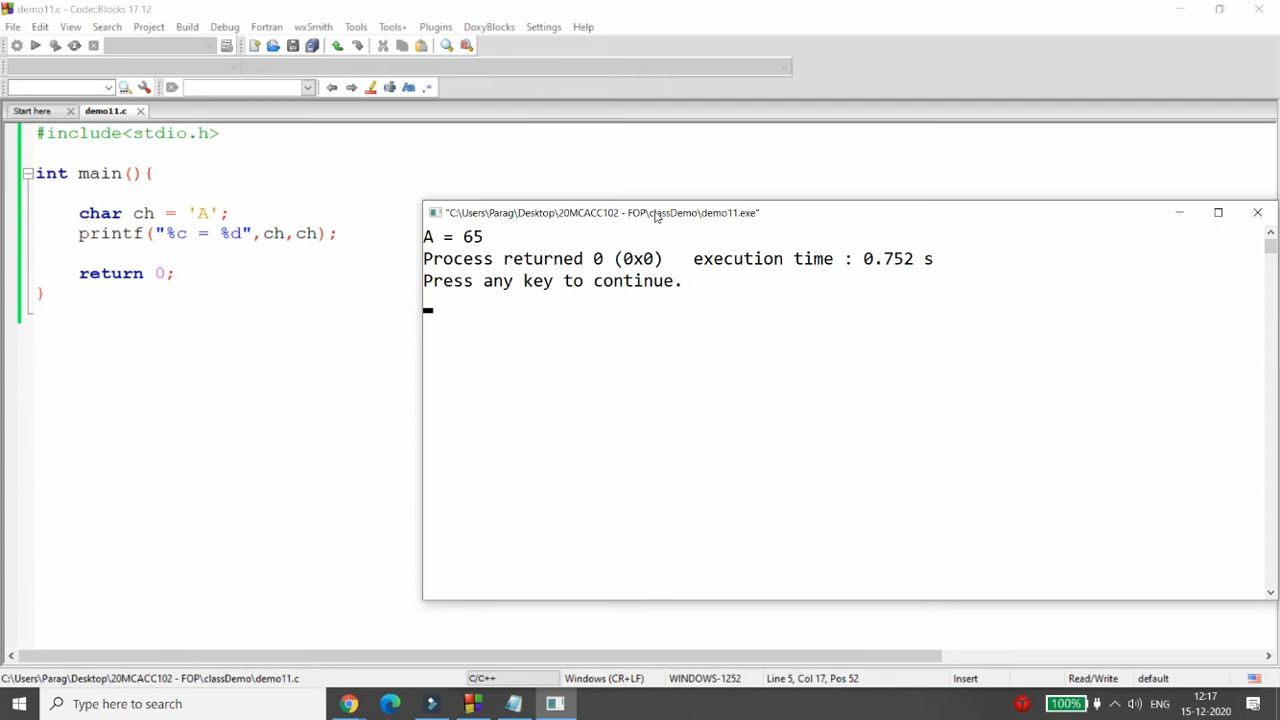 demo11.c - Code::Blocks 17.12
File Edit View Search Project Build Debug Fortran wxSmith Tools Tools+ Plugins DoxyBlocks Settings Help
Start here demo11.c
#include<stdio.h>
int main(){
char ch = 'A';
printf("%c = %d",ch,ch);
return 0;
}
"C:\Users\Parag\Desktop\20MCACC102 - FOP\classDemo\demo11.exe"
A = 65
Process returned 0 (0x0) execution time : 0.752 s
Press any key to continue.
C:\Users\Parag\Desktop\20MCACC102 - FOP\classDemo\demo11.c C/C++ Windows (CR+LF) WINDOWS-1252 Line 5, Col 17, Pos 52 Insert Read/Write default
Type here to search 100% ENG 12:17
15-12-2020